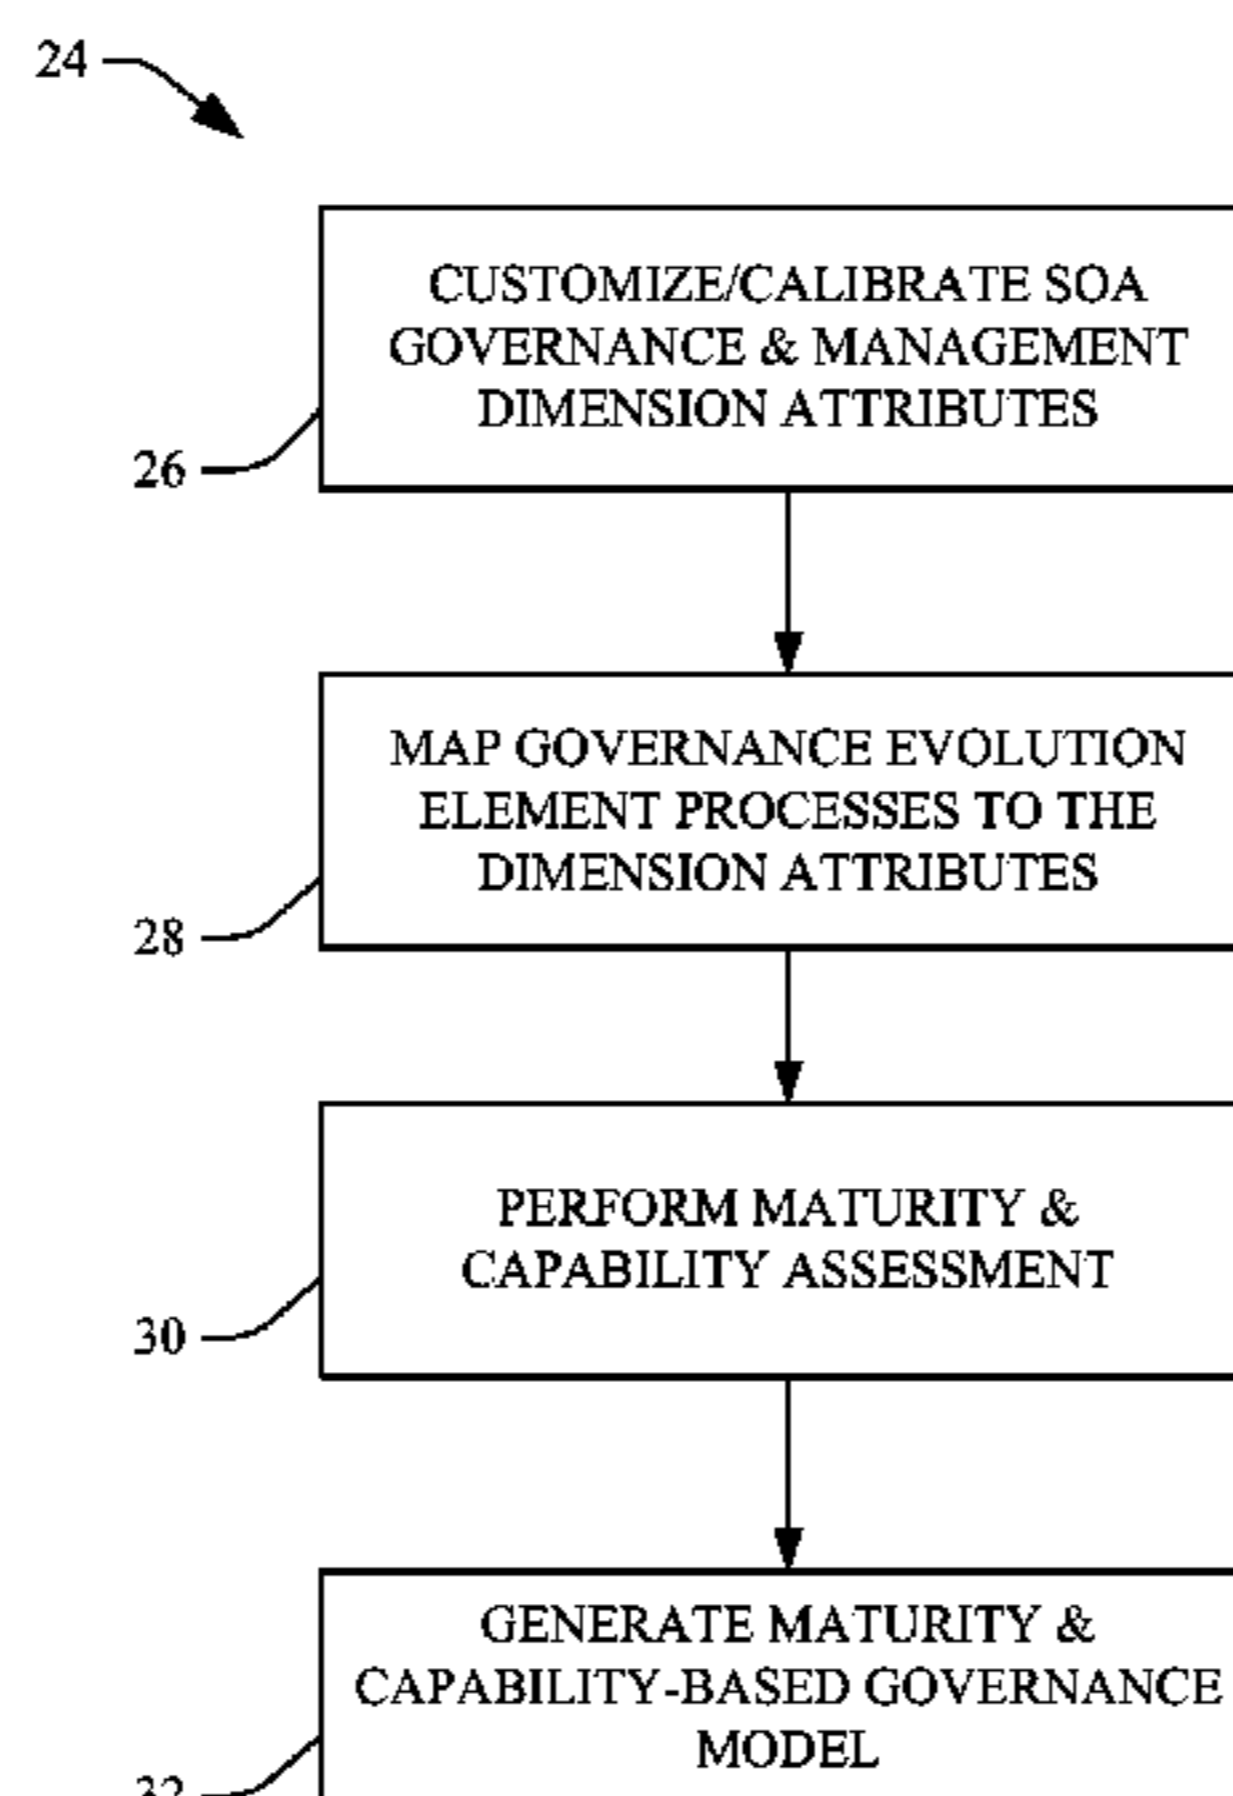 24
CUSTOMIZE/CALIBRATE SOA
GOVERNANCE & MANAGEMENT
DIMENSION ATTRIBUTES
26
MAP GOVERNANCE EVOLUTION
ELEMENT PROCESSES TO THE
DIMENSION ATTRIBUTES
28
PERFORM MATURITY &
CAPABILITY ASSESSMENT
30
GENERATE MATURITY &
CAPABILITY-BASED GOVERNANCE
MODEL
32